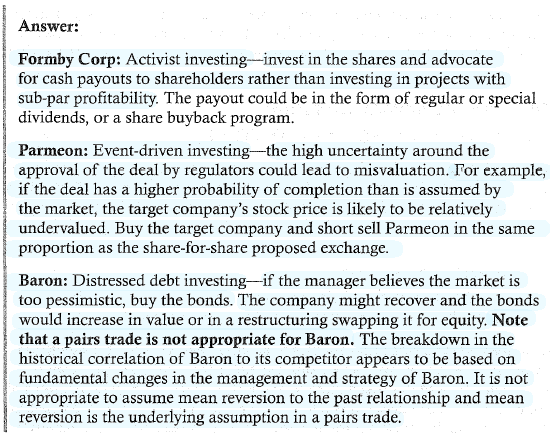 Answer:
Formby Corp: Activist investing—invest in the shares and advocate
for cash payouts to shareholders rather than investing in projects with
sub-par profitability. The payout could be in the form of regular or special
dividends, or a share buyback program.
Parmeon: Event-driven investing—the high uncertainty around the
approval of the deal by regulators could lead to misvaluation. For example,
if the deal has a higher probability of completion than is assumed by
the market, the target company's stock price is likely to be relatively
undervalued. Buy the target company and short sell Parmeon in the same
proportion as the share-for-share proposed exchange.
Baron: Distressed debt investing—if the manager believes the market is
too pessimistic, buy the bonds. The company might recover and the bonds
would increase in value or in a restructuring swapping it for equity. Note
that a pairs trade is not appropriate for Baron. The breakdown in the
historical correlation of Baron to its competitor appears to be based on
fundamental changes in the management and strategy of Baron. It is not
appropriate to assume mean reversion to the past relationship and mean
reversion is the underlying assumption in a pairs trade.